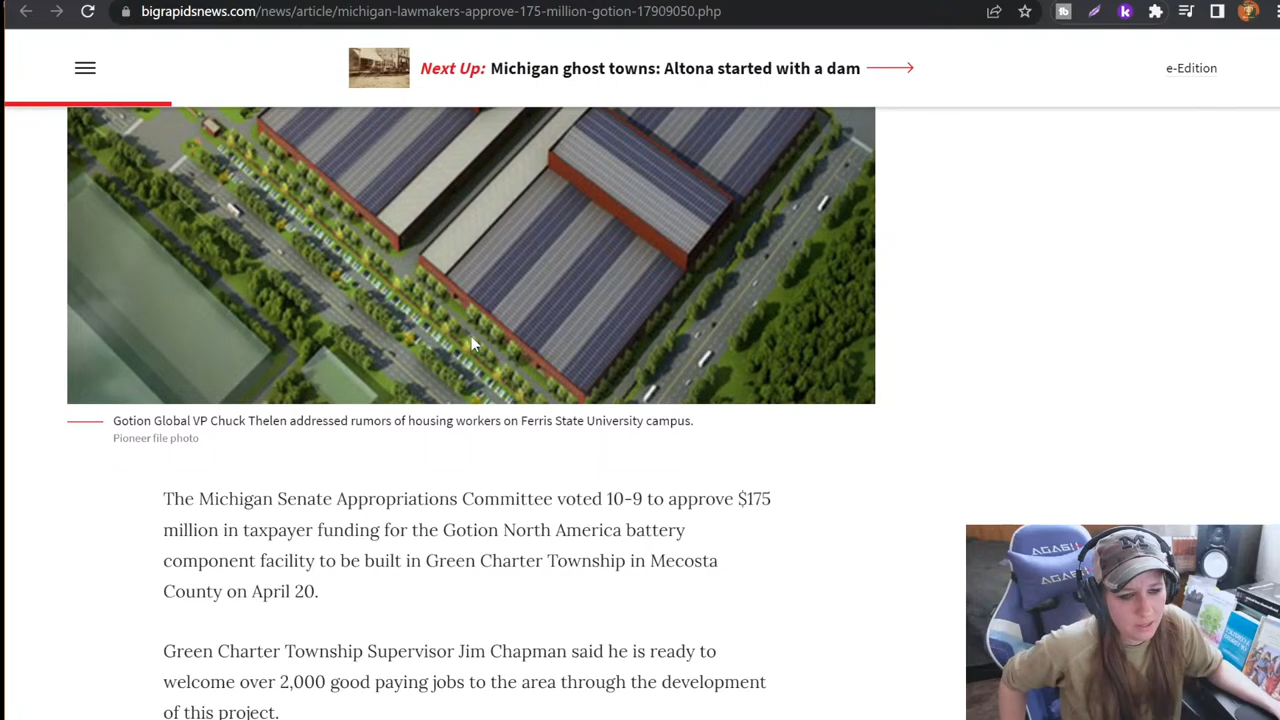 bigrapidsnews.com/news/article/michigan-lawmakers-approve-175-million-gotion-17909050.php
Next Up: Michigan ghost towns: Altona started with a dam
e-Edition
Gotion Global VP Chuck Thelen addressed rumors of housing workers on Ferris State University campus.
Pioneer file photo
The Michigan Senate Appropriations Committee voted 10-9 to approve $175
million in taxpayer funding for the Gotion North America battery
component facility to be built in Green Charter Township in Mecosta
County on April 20.
Green Charter Township Supervisor Jim Chapman said he is ready to
welcome over 2,000 good paying jobs to the area through the development
of this project.
AGASI
AGASI
M